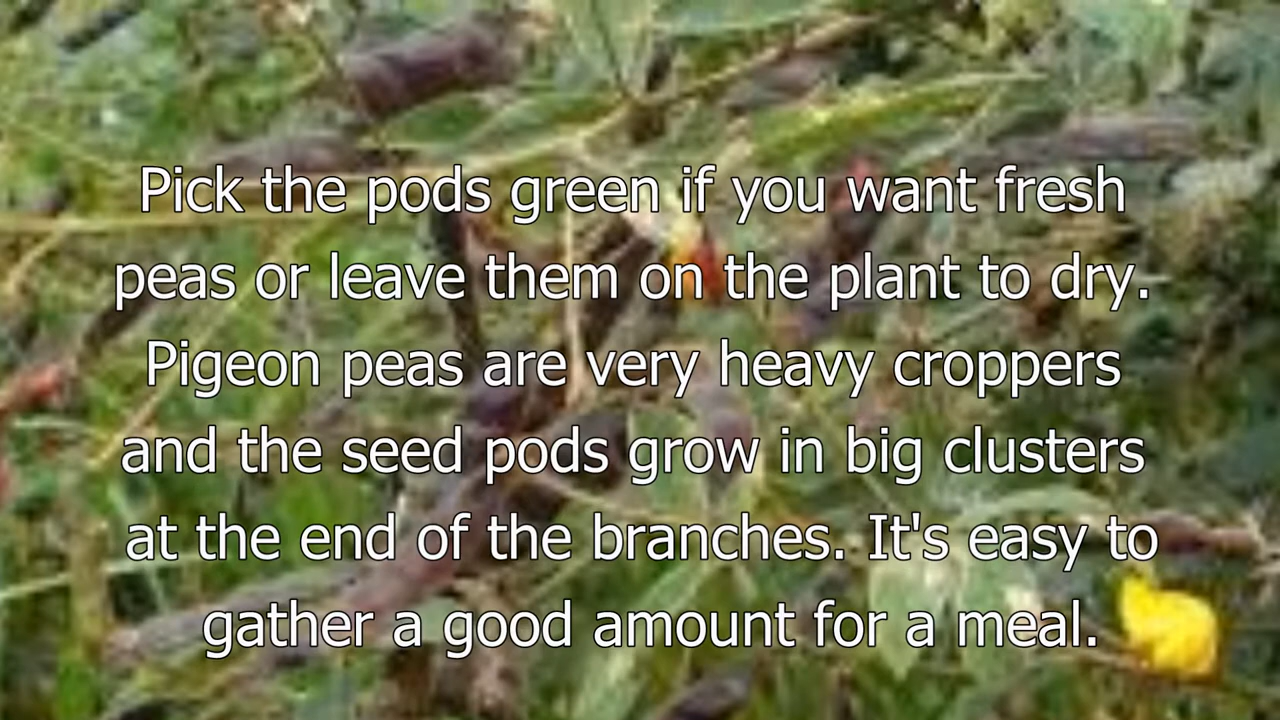 Pick the pods green if you want fresh
peas or leave them on the plant to dry.
Pigeon peas are very heavy croppers
and the seed pods grow in big clusters
at the end of the branches. It's easy to
gather a good amount for a meal.